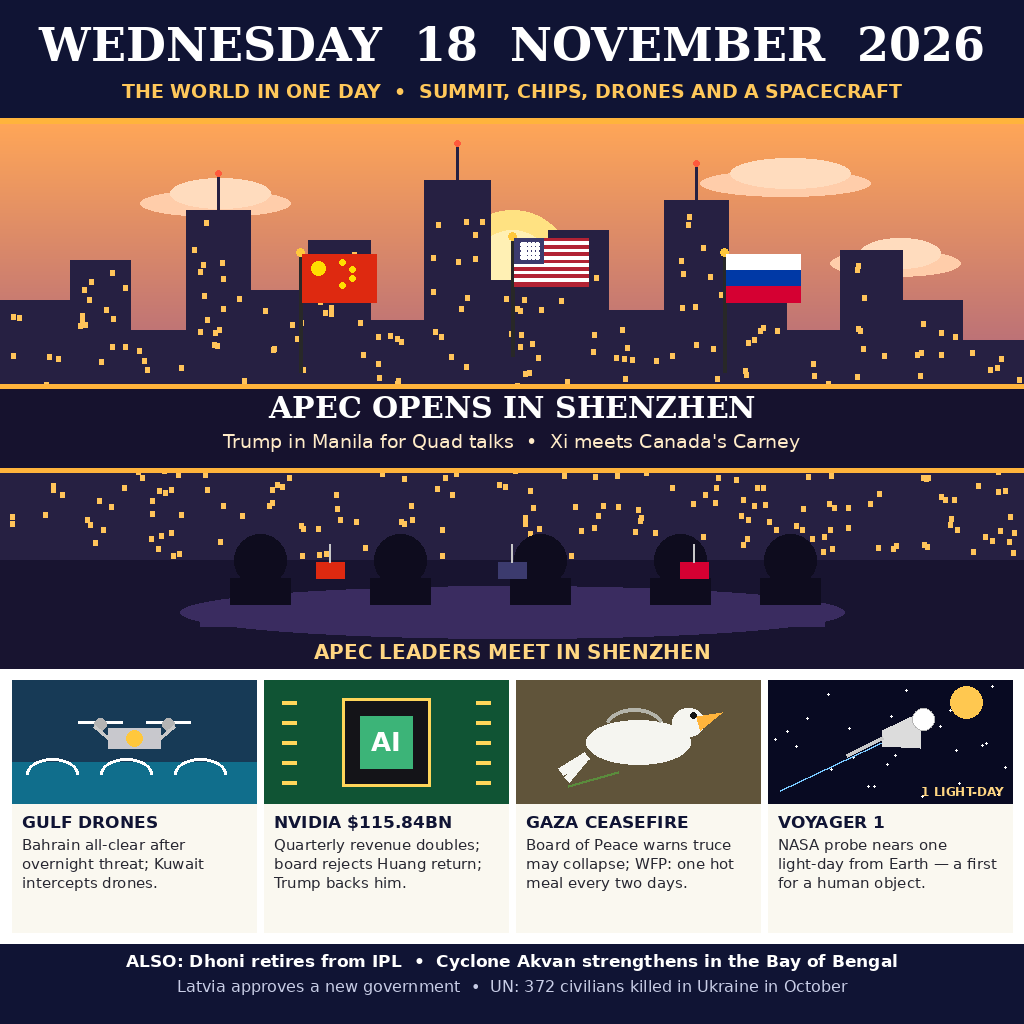 WEDNESDAY 18 NOVEMBER 2026
THE WORLD IN ONE DAY • SUMMIT, CHIPS, DRONES AND A SPACECRAFT
APEC OPENS IN SHENZHEN
Trump in Manila for Quad talks • Xi meets Canada's Carney
APEC LEADERS MEET IN SHENZHEN
AI
1 LIGHT-DAY
GULF DRONES
Bahrain all-clear after
overnight threat; Kuwait
intercepts drones.
NVIDIA $115.84BN
Quarterly revenue doubles;
board rejects Huang return;
Trump backs him.
GAZA CEASEFIRE
Board of Peace warns truce
may collapse; WFP: one hot
meal every two days.
VOYAGER 1
NASA probe nears one
light-day from Earth — a first
for a human object.
ALSO: Dhoni retires from IPL • Cyclone Akvan strengthens in the Bay of Bengal
Latvia approves a new government • UN: 372 civilians killed in Ukraine in October